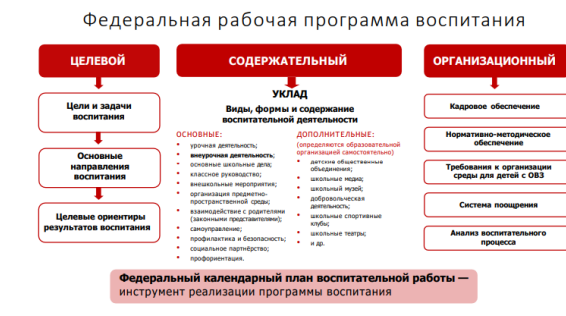 Федеральная рабочая программа воспитания
ЦЕЛЕВОЙ
Цели и задачи
воспитания
Основные
направления
воспитания
Целевые ориентиры
результатов воспитания
СОДЕРЖАТЕЛЬНЫЙ
УКЛАД
Виды, формы и содержание
воспитательной деятельности
ОСНОВНЫЕ:
• урочная деятельность;
• внеурочная деятельность;
• основные школьные дела;
• классное руководство;
• внешкольные мероприятия;
• организация предметно-
пространственной среды;
• взаимодействие с родителями
(законными представителями);
• самоуправление;
• профилактика и безопасность;
• социальное партнёрство;
• профориентация.
ДОПОЛНИТЕЛЬНЫЕ:
(определяются образовательной
организацией самостоятельно)
• детские общественные
объединения;
• школьные медиа;
• школьный музей;
• добровольческая
деятельность;
• школьные спортивные
клубы;
• школьные театры;
• и др.
ОРГАНИЗАЦИОННЫЙ
Кадровое обеспечение
Нормативно-методическое
обеспечение
Требования к организации
среды для детей с ОВЗ
Система поощрения
Анализ воспитательного
процесса
Федеральный календарный план воспитательной работы —
инструмент реализации программы воспитания